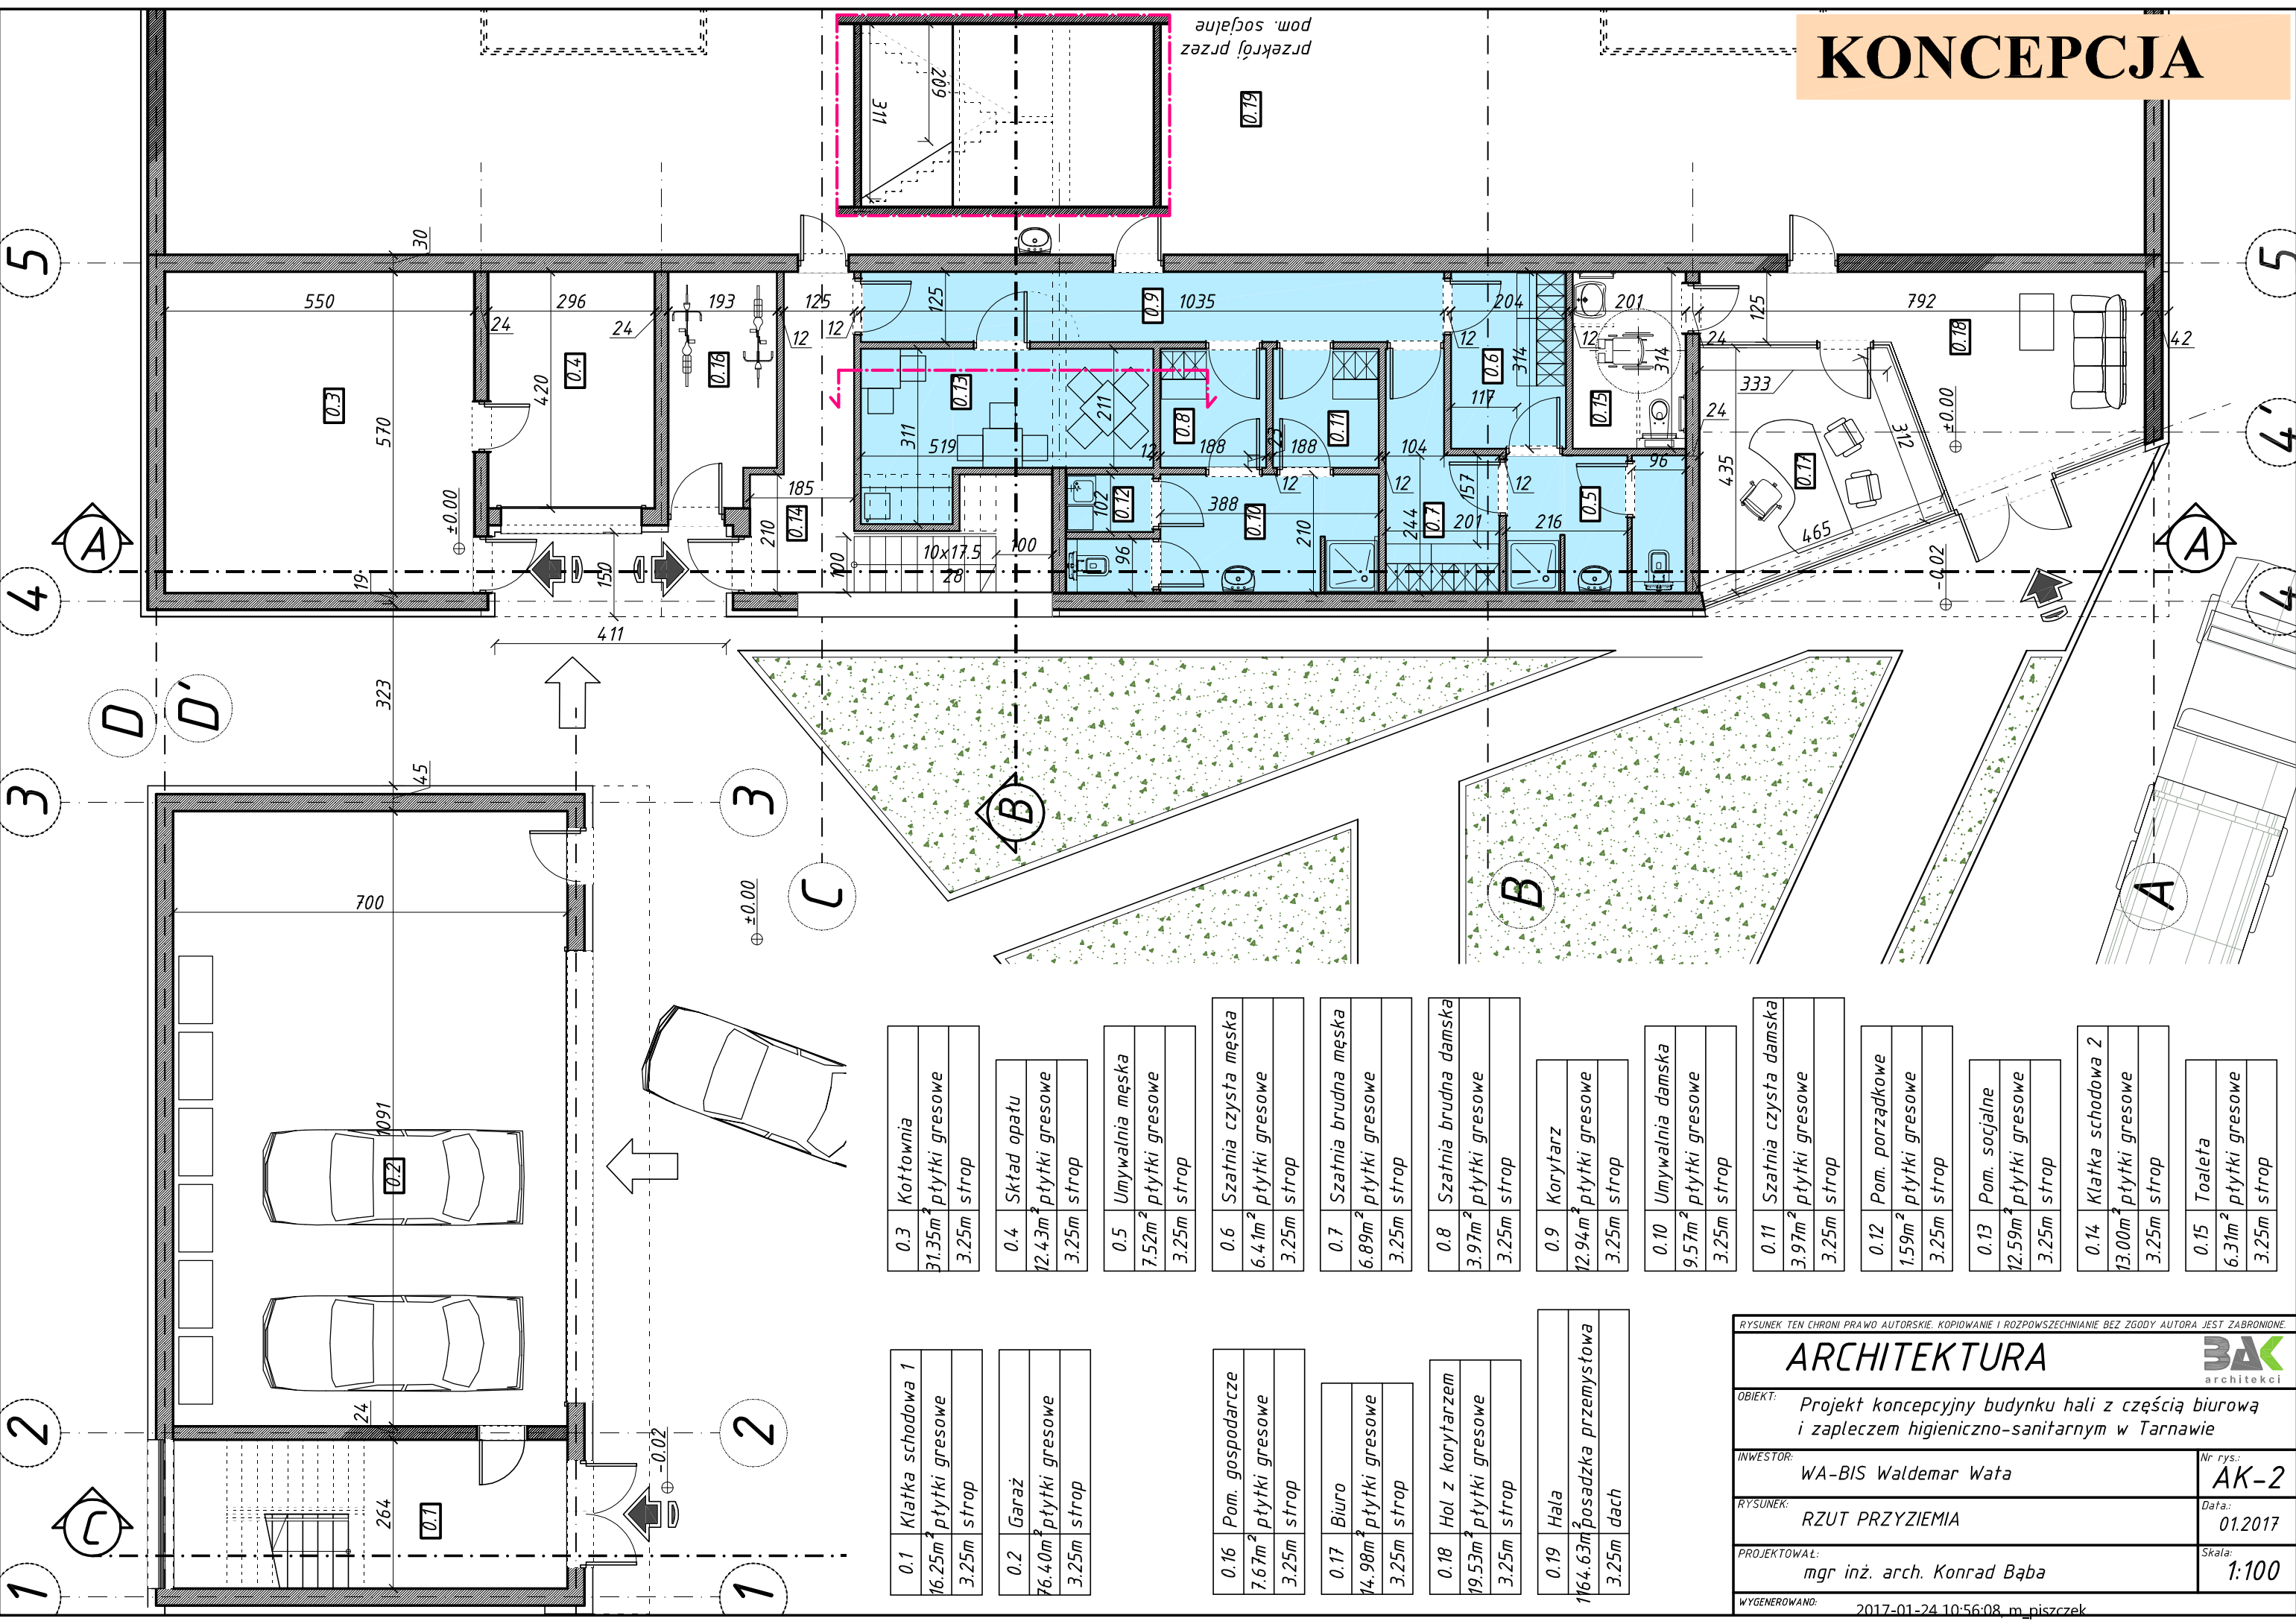 KONCEPCJA
przekrój przez
pom. socjalne
209
311
0.19
5
5
30
550
296
193
125
125
0.9
1035
204
201
792
125
24
24
12
12
12
12
24
42
0.3
0.4
0.16
0.13
0.6
314
314
0.15
0.18
570
420
311
519
211
12
0.8
188
23
188
0.11
104
117
333
24
312
±0.00
4'
435
0.17
465
A
±0.00
185
0.14
210
102
0.12
388
0.10
210
12
12
244
0.7
157
201
12
216
0.5
96
-0.02
A
4
19
150
100
10x17.5
28
100
96
4
411
323
D
D'
45
3
3
B
C
B
A
±0.00
700
1091
0.2
24
2
2
-0.02
264
0.1
C
1
1
0.3 Kotłownia
31.35m² płytki gresowe
3.25m strop
0.4 Skład opału
12.43m² płytki gresowe
3.25m strop
0.5 Umywalnia męska
7.52m² płytki gresowe
3.25m strop
0.6 Szatnia czysta męska
6.41m² płytki gresowe
3.25m strop
0.7 Szatnia brudna męska
6.89m² płytki gresowe
3.25m strop
0.8 Szatnia brudna damska
3.97m² płytki gresowe
3.25m strop
0.9 Korytarz
12.94m² płytki gresowe
3.25m strop
0.10 Umywalnia damska
9.57m² płytki gresowe
3.25m strop
0.11 Szatnia czysta damska
3.97m² płytki gresowe
3.25m strop
0.12 Pom. porządkowe
1.59m² płytki gresowe
3.25m strop
0.13 Pom. socjalne
12.59m² płytki gresowe
3.25m strop
0.14 Klatka schodowa 2
13.00m² płytki gresowe
3.25m strop
0.15 Toaleta
6.31m² płytki gresowe
3.25m strop
0.1 Klatka schodowa 1
16.25m² płytki gresowe
3.25m strop
0.2 Garaż
76.40m² płytki gresowe
3.25m strop
0.16 Pom. gospodarcze
7.67m² płytki gresowe
3.25m strop
0.17 Biuro
14.98m² płytki gresowe
3.25m strop
0.18 Hol z korytarzem
19.53m² płytki gresowe
3.25m strop
0.19 Hala
1164.63m² posadzka przemysłowa
3.25m dach
RYSUNEK TEN CHRONI PRAWO AUTORSKIE. KOPIOWANIE I ROZPOWSZECHNIANIE BEZ ZGODY AUTORA JEST ZABRONIONE.
ARCHITEKTURA
BAK
architekci
OBIEKT: Projekt koncepcyjny budynku hali z częścią biurową
i zapleczem higieniczno-sanitarnym w Tarnawie
INWESTOR: WA-BIS Waldemar Wata
Nr rys.: AK-2
RYSUNEK: RZUT PRZYZIEMIA
Data.: 01.2017
PROJEKTOWAŁ: mgr inż. arch. Konrad Bąba
Skala: 1:100
WYGENEROWANO: 2017-01-24 10:56:08, m_piszczek